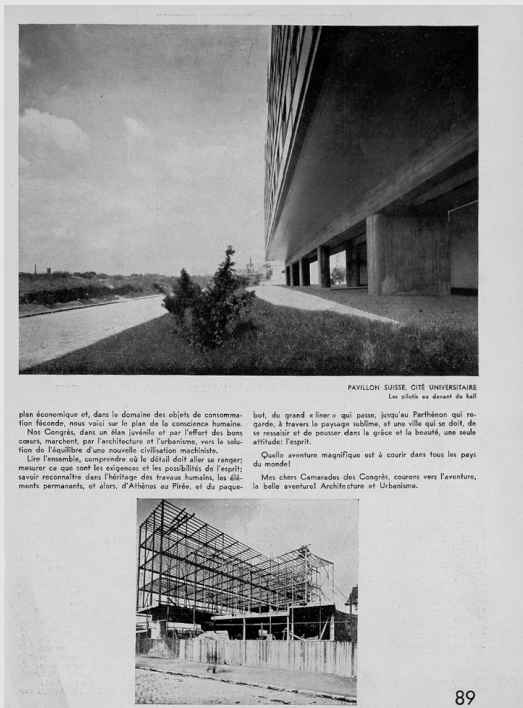 PAVILLON SUISSE, CITÉ UNIVERSITAIRE
Les pilotis au devant du hall
plan économique et, dans le domaine des objets de consomma-
tion féconde, nous voici sur le plan de la conscience humaine.
Nos Congrès, dans un élan juvénile et par l'effort des bons
cœurs, marchent, par l'architecture et l'urbanisme, vers la solu-
tion de l'équilibre d'une nouvelle civilisation machiniste.
Lire l'ensemble, comprendre où le détail doit aller se ranger;
mesurer ce que sont les exigences et les possibilités de l'esprit;
savoir reconnaître dans l'héritage des travaux humains, les élé-
ments permanents, et alors, d'Athènes au Pirée, et du paque-
bot, du grand « liner » qui passe, jusqu'au Parthénon qui re-
garde, à travers le paysage sublime, et une ville qui se doit, de
se ressaisir et de pousser dans la grâce et la beauté, une seule
attitude: l'esprit.
Quelle aventure magnifique est à courir dans tous les pays
du monde!
Mes chers Camarades des Congrès, courons vers l'aventure,
la belle aventure! Architecture et Urbanisme.
89